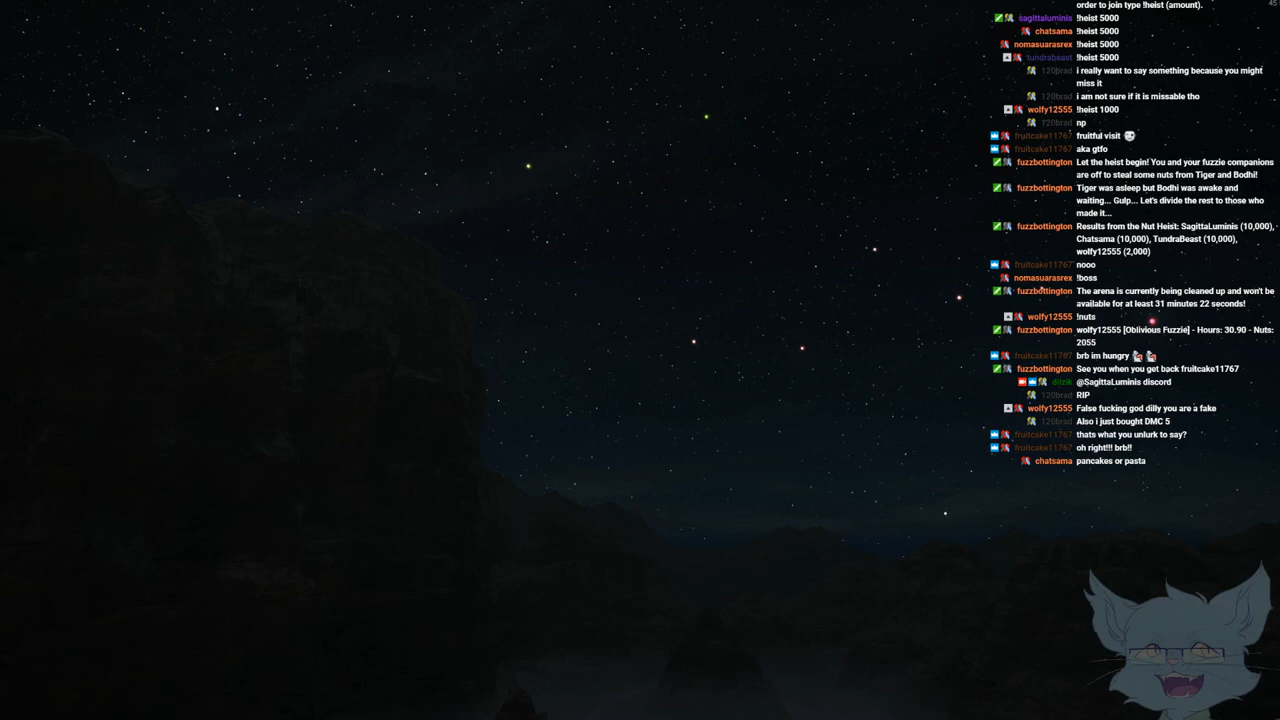 45
order to join type !heist (amount).
sagittaluminis !heist 5000
chatsama !heist 5000
nomasuarasrex !heist 5000
tundrabeast !heist 5000
120brad i really want to say something because you might
miss it
120brad i am not sure if it is missable tho
wolfy12555 !heist 1000
120brad np
fruitcake11767 fruitful visit
fruitcake11767 aka gtfo
fuzzbottington Let the heist begin! You and your fuzzie companions
are off to steal some nuts from Tiger and Bodhi!
fuzzbottington Tiger was asleep but Bodhi was awake and
waiting... Gulp... Let's divide the rest to those who
made it...
fuzzbottington Results from the Nut Heist: SagittaLuminis (10,000),
Chatsama (10,000), TundraBeast (10,000),
wolfy12555 (2,000)
fruitcake11767 nooo
nomasuarasrex !boss
fuzzbottington The arena is currently being cleaned up and won't be
available for at least 31 minutes 22 seconds!
wolfy12555 !nuts
fuzzbottington wolfy12555 [Oblivious Fuzzie] - Hours: 30.90 - Nuts:
2055
fruitcake11767 brb im hungry
fuzzbottington See you when you get back fruitcake11767
dilzik @SagittaLuminis discord
120brad RIP
wolfy12555 False fucking god dilly you are a fake
120brad Also i just bought DMC 5
fruitcake11767 thats what you unlurk to say?
fruitcake11767 oh right!!! brb!!
chatsama pancakes or pasta